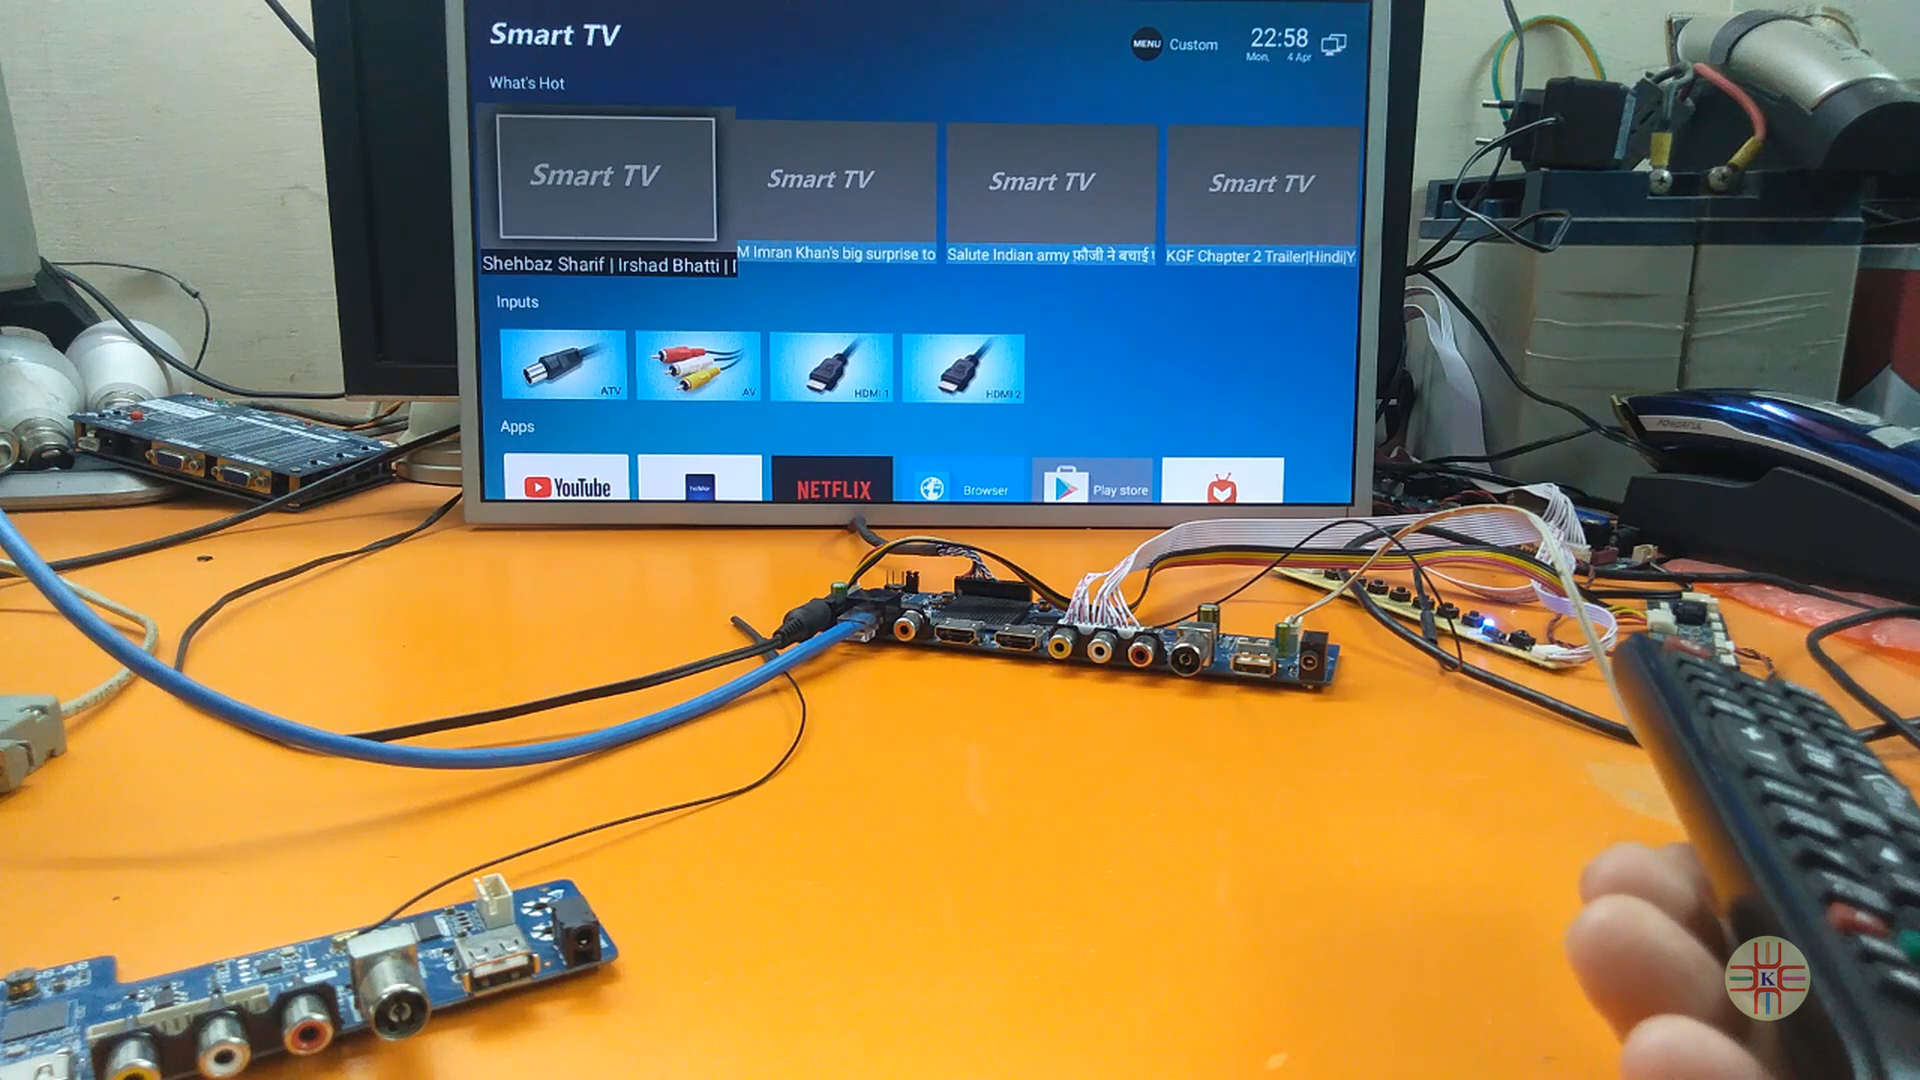 Smart TV
MENU Custom
22:58
Mon, 4 Apr
What's Hot
Smart TV
Smart TV
Smart TV
Smart TV
Shehbaz Sharif | Irshad Bhatti |
M Imran Khan's big surprise to
Salute Indian army फ़ौजी ने बचाई
KGF Chapter 2 Trailer|Hindi|Y
Inputs
ATV
AV
HDMI 1
HDMI 2
Apps
YouTube
hotstar
NETFLIX
Browser
Play store
POWERFUL
K